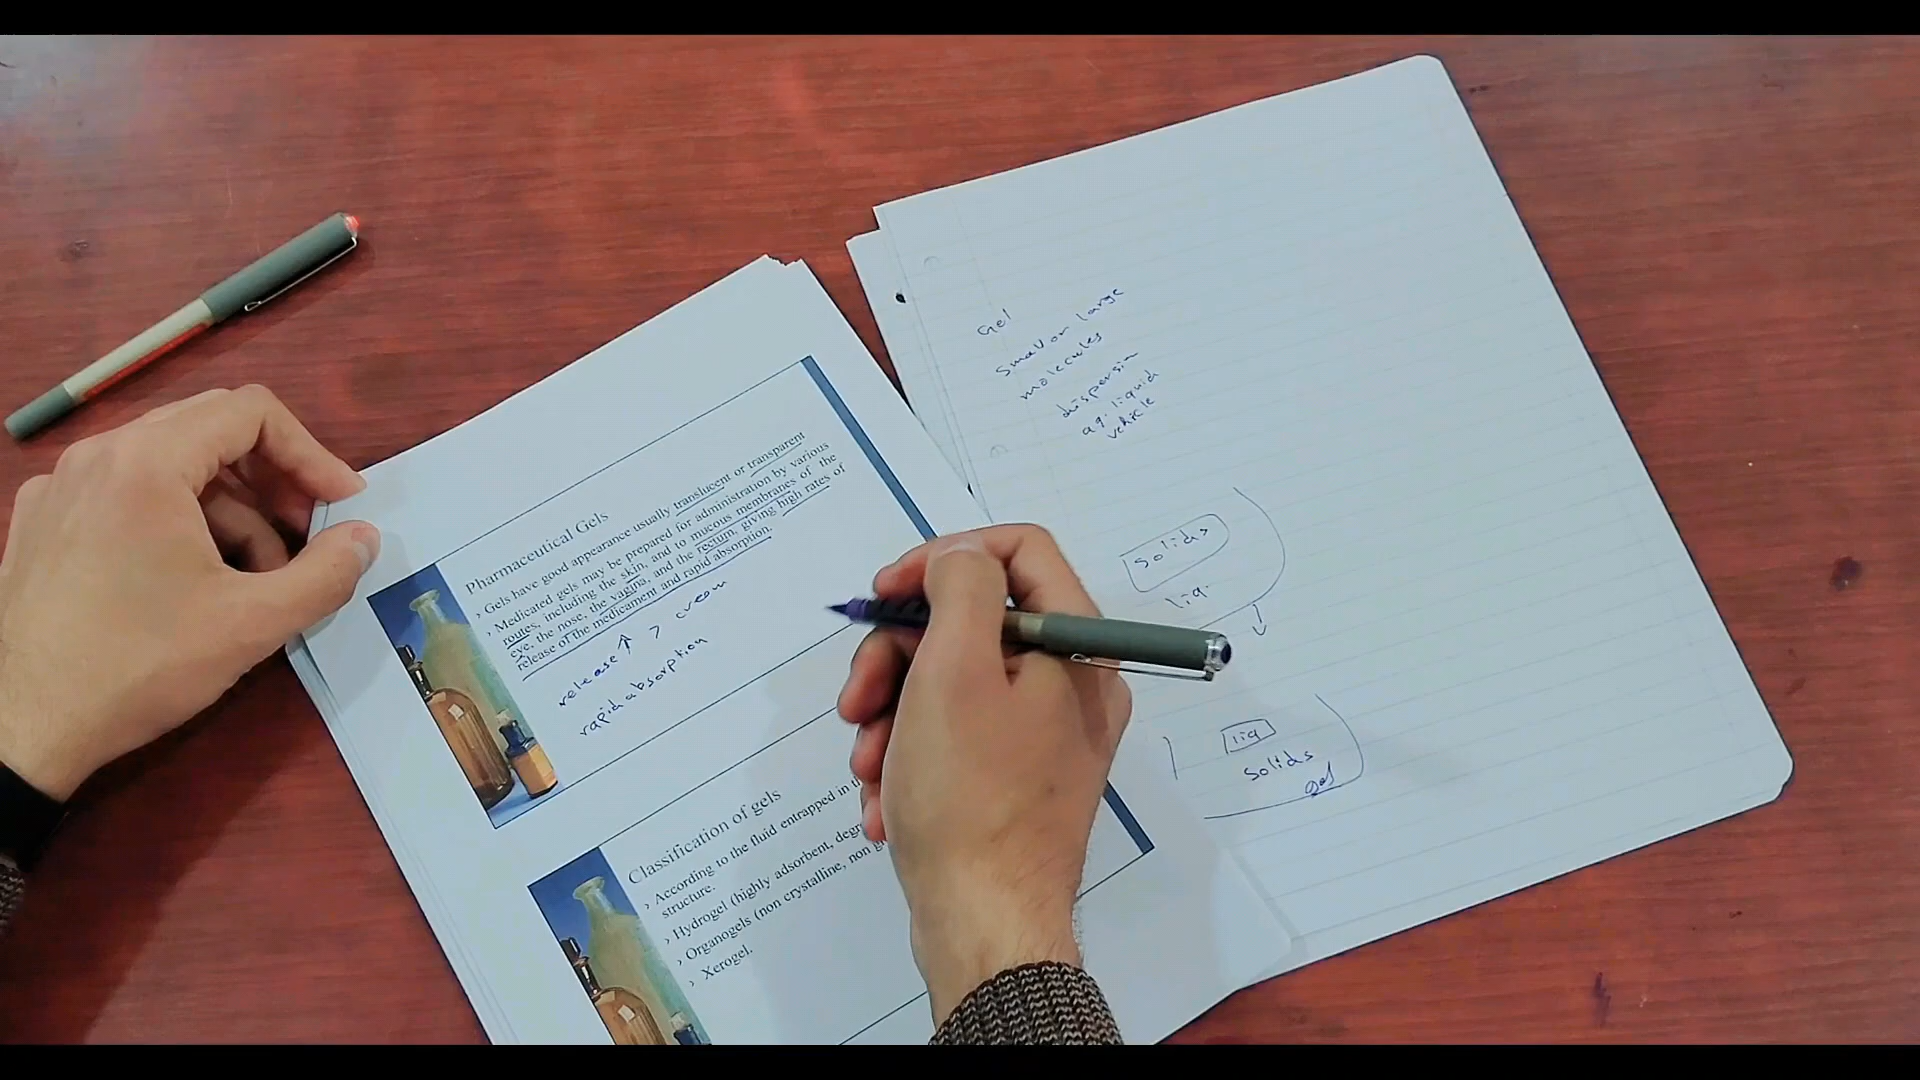 Pharmaceutical Gels
› Gels have good appearance usually translucent or transparent
› Medicated gels may be prepared for administration by various
routes, including the skin, and to mucous membranes of the
eye, the nose, the vagina, and the rectum, giving high rates of
release of the medicament and rapid absorption.
release ↑ > cream
rapid absorption
Classification of gels
› According to the fluid entrapped in
structure.
› Hydrogel (highly adsorbent,
› Organogels (non crystalline, non
› Xerogel.
Gel
small or large
molecules
dispersion
aq. liquid
vehicle
solids
liq.
liq
solids
gel